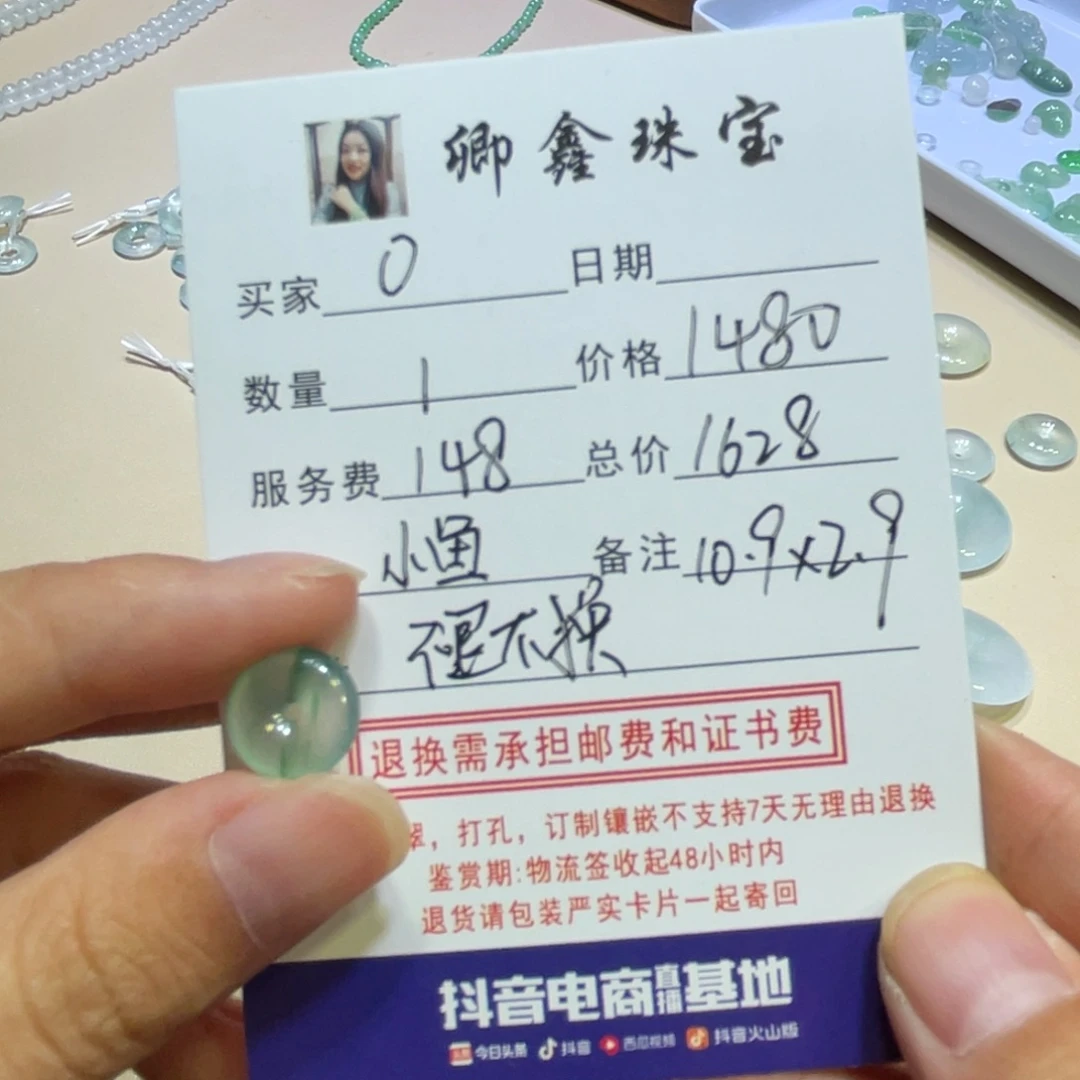 卿鑫珠宝
买家 0 日期
数量 1 价格 1480
服务费 148 总价 1628
小鱼 备注 10.9x2.9
不退不换
退换需承担邮费和证书费
翠，打孔，订制镶嵌不支持7天无理由退换
鉴赏期:物流签收起48小时内
退货请包装严实卡片一起寄回
抖音电商直播基地
今日头条 抖音 西瓜视频 抖音火山版